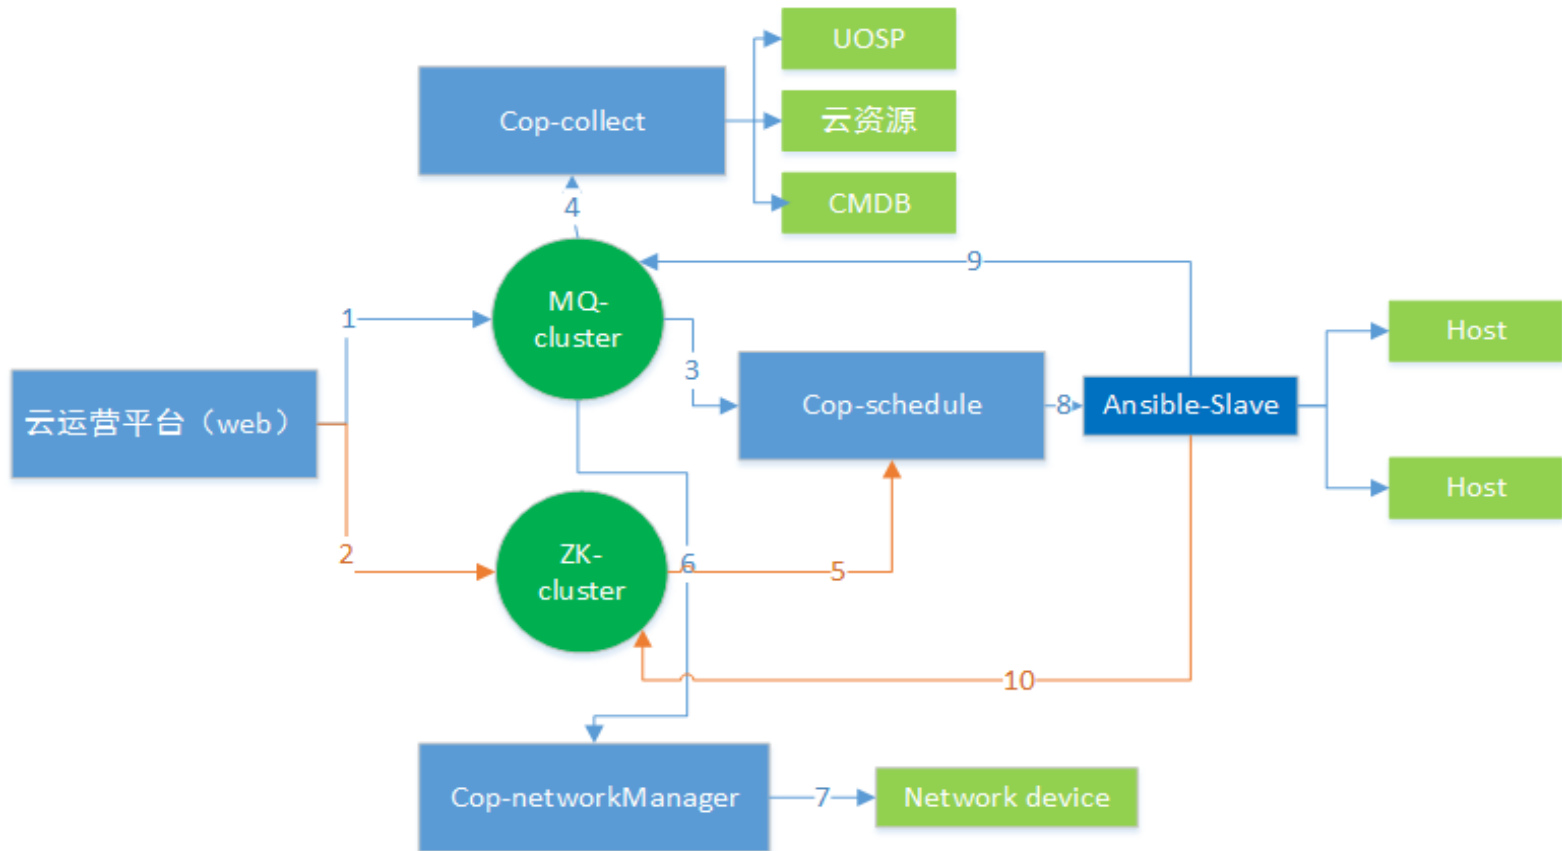 UOSP
Cop-collect
云资源
CMDB
4
9
MQ-
cluster
1
3
Host
云运营平台（web）
Cop-schedule
8
Ansible-Slave
Host
2
ZK-
cluster
6
5
10
Cop-networkManager
7
Network device